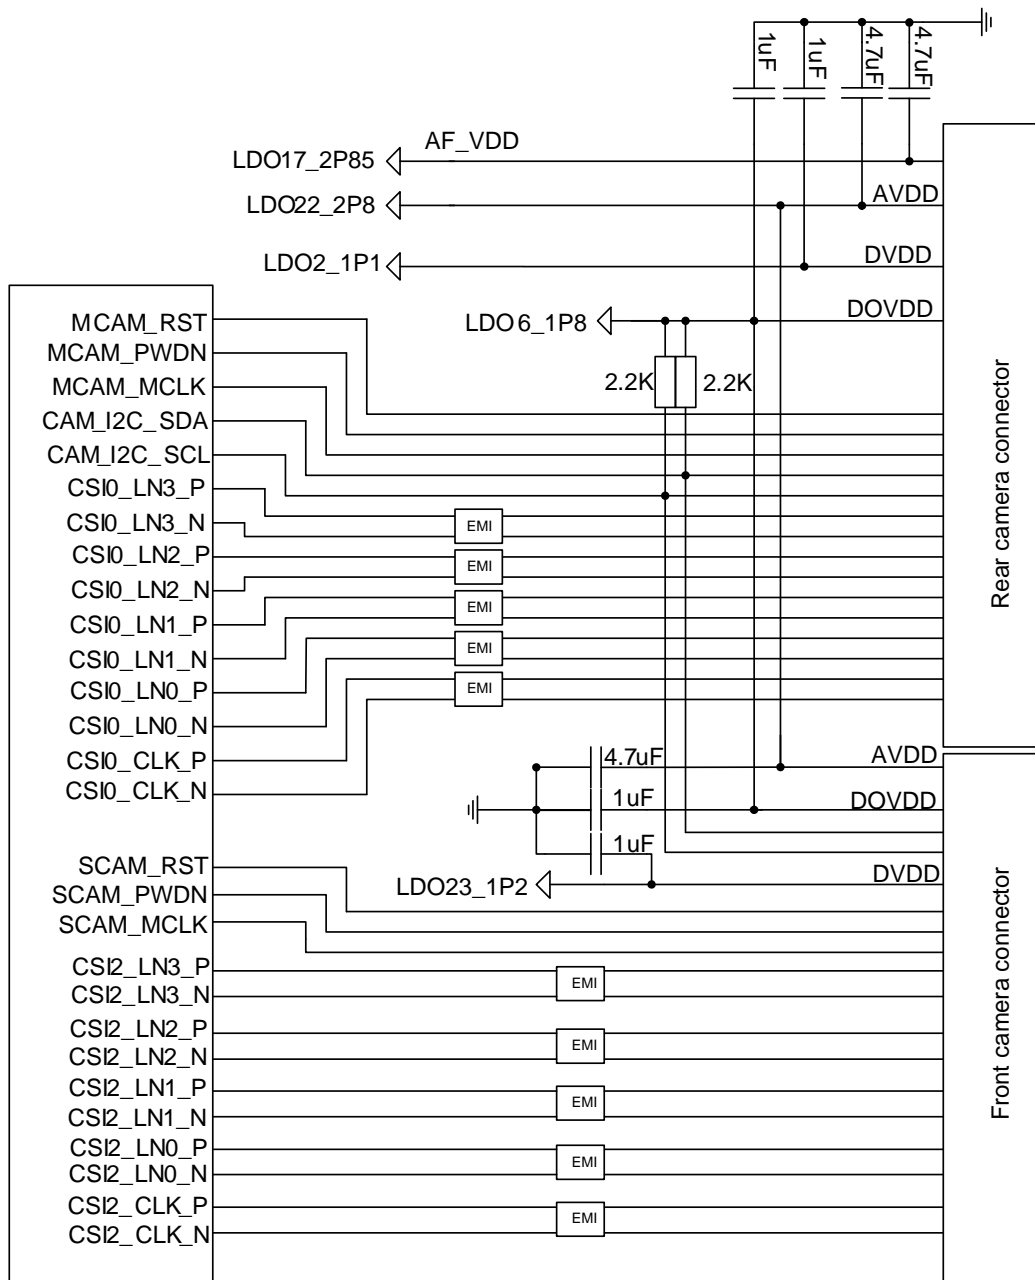 1uF
1uF
4.7uF
4.7uF
AF_VDD
LDO17_2P85
AVDD
LDO22_2P8
DVDD
LDO2_1P1
DOVDD
LDO6_1P8
MCAM_RST
MCAM_PWDN
MCAM_MCLK
CAM_I2C_SDA
CAM_I2C_SCL
2.2K
2.2K
Rear camera connector
CSI0_LN3_P
CSI0_LN3_N
EMI
CSI0_LN2_P
CSI0_LN2_N
EMI
CSI0_LN1_P
CSI0_LN1_N
EMI
CSI0_LN0_P
CSI0_LN0_N
EMI
CSI0_CLK_P
CSI0_CLK_N
EMI
4.7uF
AVDD
1uF
DOVDD
1uF
DVDD
LDO23_1P2
SCAM_RST
SCAM_PWDN
SCAM_MCLK
Front camera connector
CSI2_LN3_P
CSI2_LN3_N
EMI
CSI2_LN2_P
CSI2_LN2_N
EMI
CSI2_LN1_P
CSI2_LN1_N
EMI
CSI2_LN0_P
CSI2_LN0_N
EMI
CSI2_CLK_P
CSI2_CLK_N
EMI